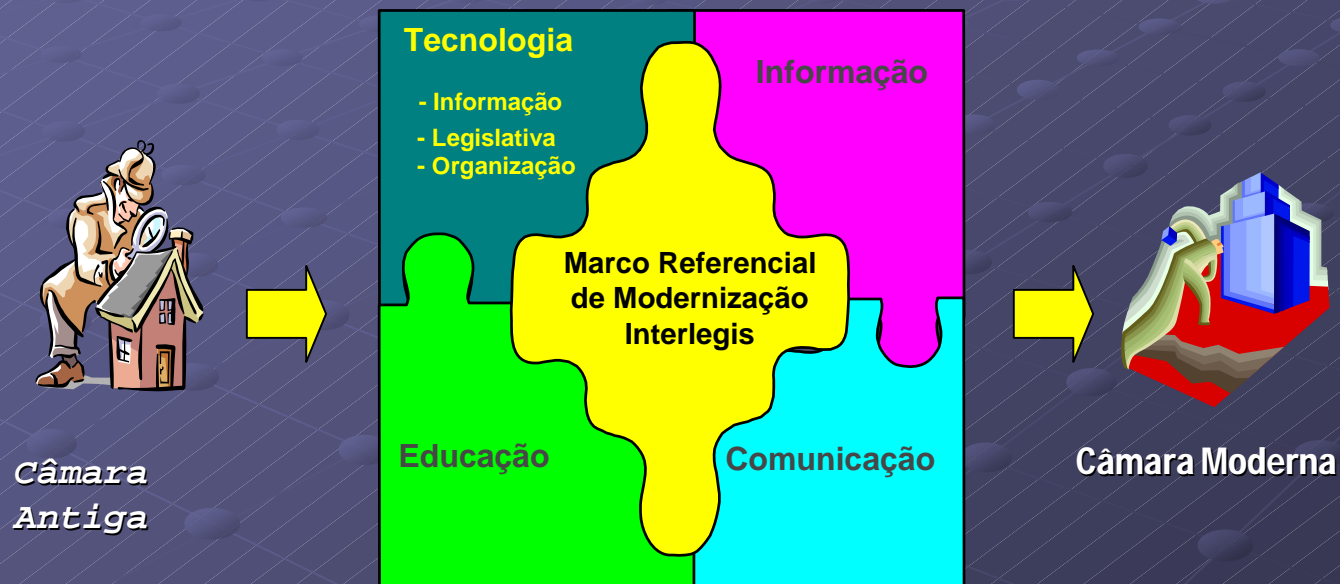 Tecnologia
- Informação
- Legislativa
- Organização
Informação
Marco Referencial
de Modernização
Interlegis
Educação
Comunicação
Câmara
Antiga
Câmara Moderna